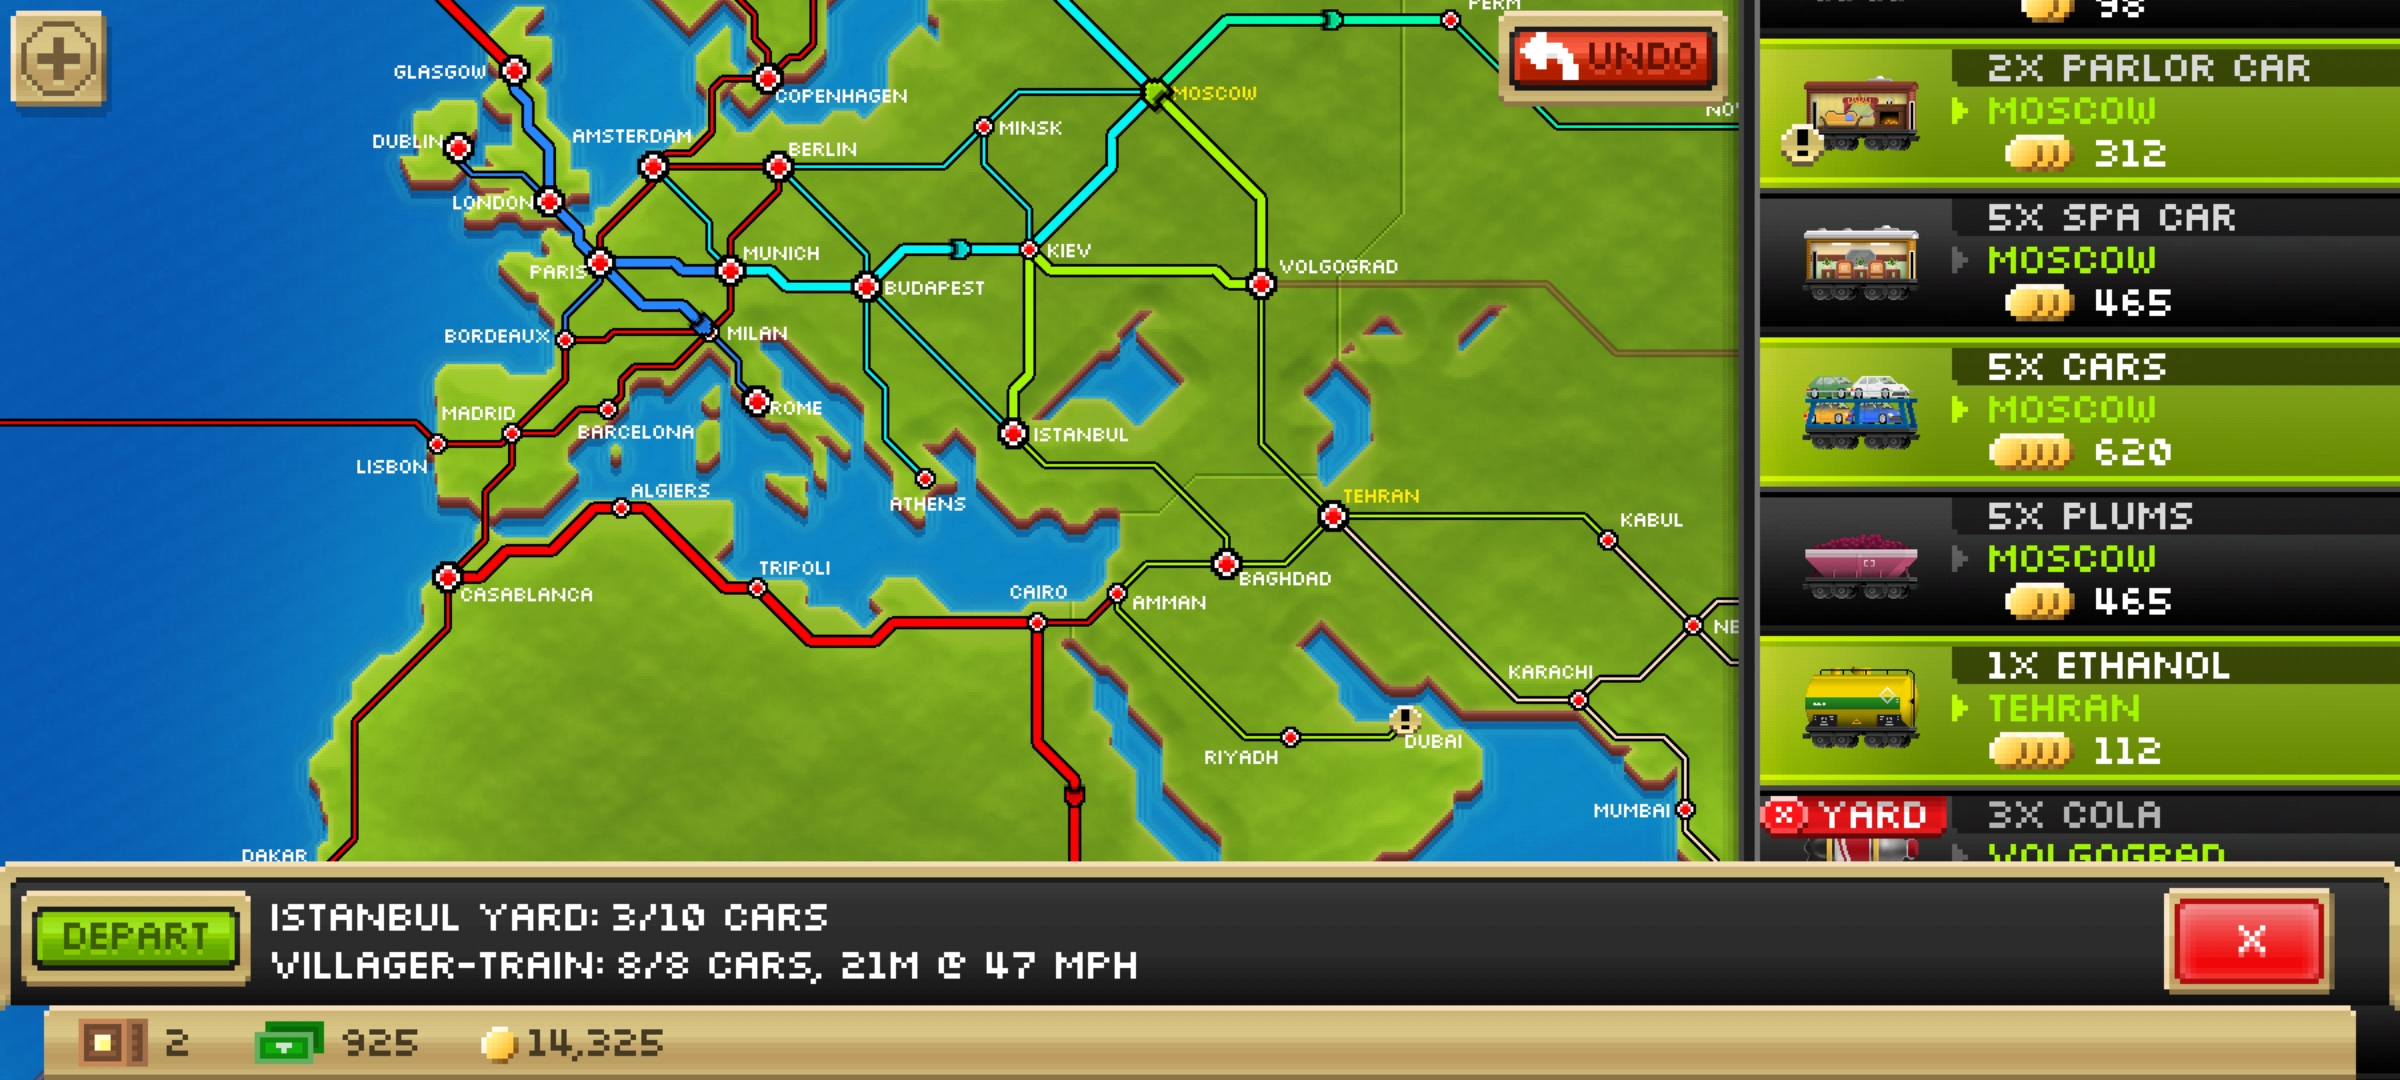 PERM
98
GLASGOW
UNDO
2X PARLOR CAR
COPENHAGEN
MOSCOW
MOSCOW
312
DUBLIN
AMSTERDAM
BERLIN
MINSK
LONDON
5X SPA CAR
MOSCOW
465
PARIS
MUNICH
KIEV
VOLGOGRAD
BUDAPEST
BORDEAUX
MILAN
5X CARS
MOSCOW
620
MADRID
ROME
BARCELONA
ISTANBUL
LISBON
ALGIERS
ATHENS
TEHRAN
KABUL
5X PLUMS
MOSCOW
465
CASABLANCA
TRIPOLI
CAIRO
BAGHDAD
AMMAN
NE
KARACHI
1X ETHANOL
TEHRAN
112
RIYADH
DUBAI
MUMBAI
YARD
3X COLA
VOLGOGRAD
DAKAR
DEPART
ISTANBUL YARD: 3/10 CARS
VILLAGER-TRAIN: 8/8 CARS, 21M @ 47 MPH
X
2
925
14,325